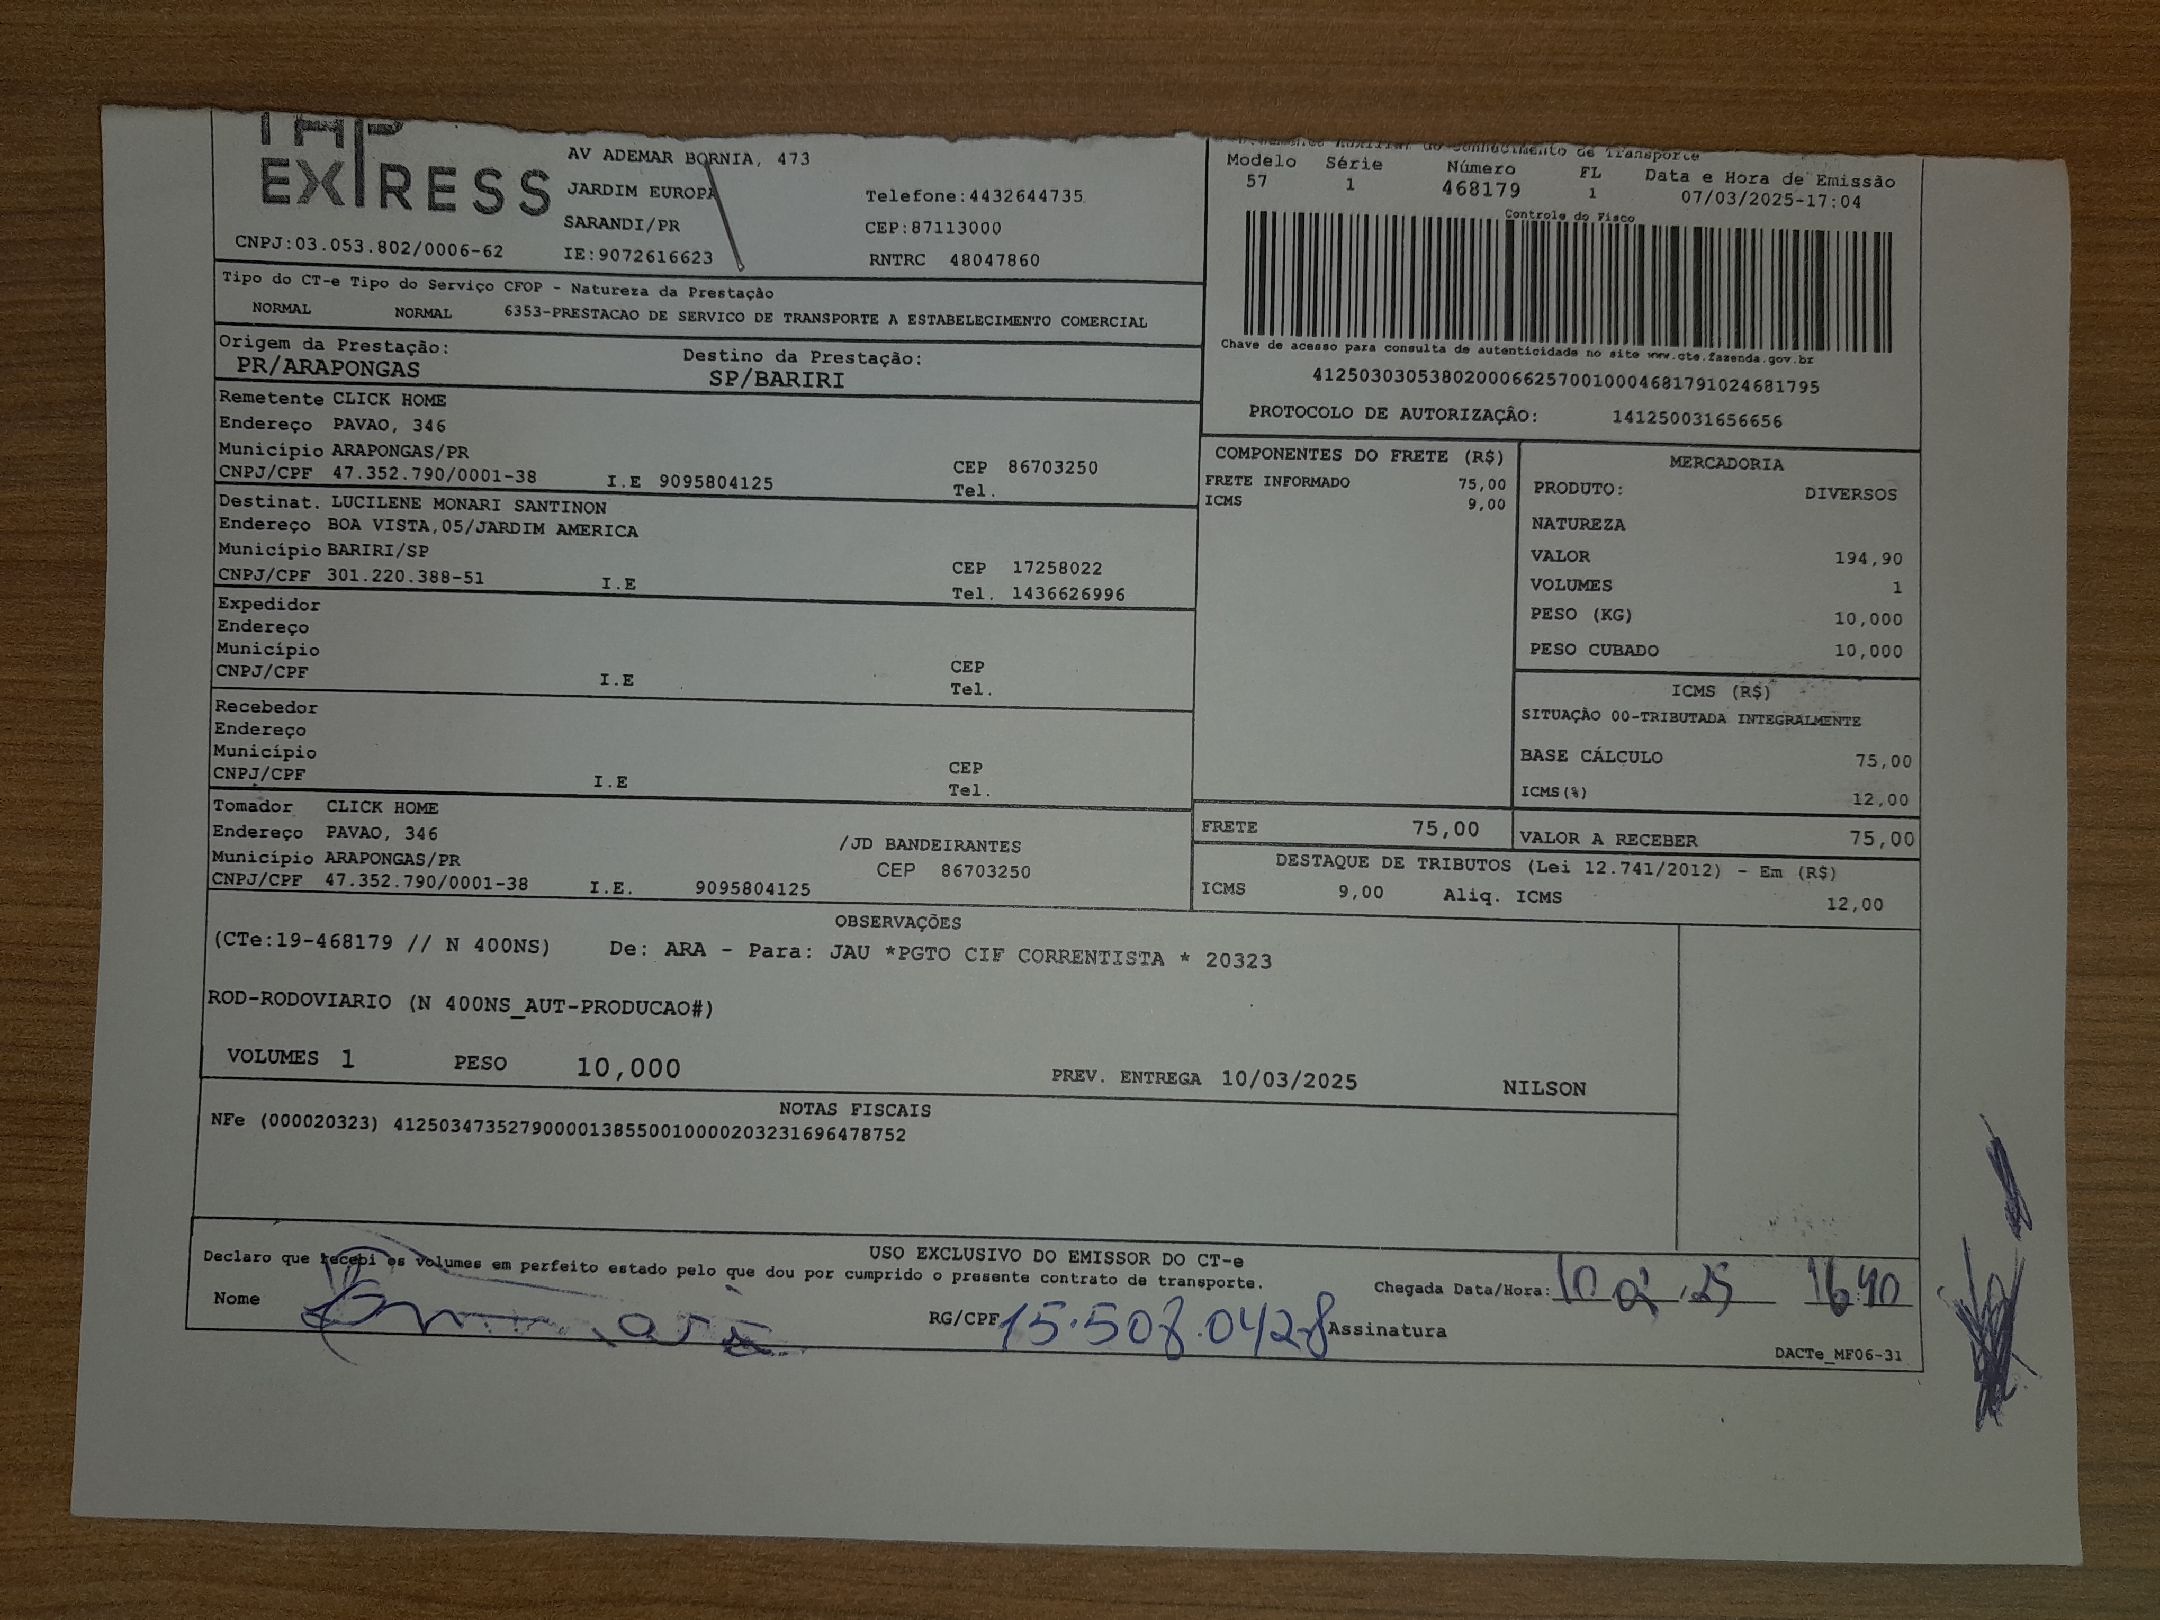 EXPRESS
AV ADEMAR BORNIA, 473
JARDIM EUROPA
SARANDI/PR
Telefone:4432644735
CEP:87113000
CNPJ:03.053.802/0006-62 IE:9072616623 RNTRC 48047860
Modelo Série Número FL Data e Hora de Emissão
57 1 468179 1 07/03/2025-17:04
Controle do Fisco
Chave de acesso para consulta de autenticidade no site www.cte.fazenda.gov.br
41250303053802000662570010004681791024681795
PROTOCOLO DE AUTORIZAÇÃO: 141250031656656
Tipo do CT-e Tipo do Serviço CFOP - Natureza da Prestação
NORMAL NORMAL 6353-PRESTACAO DE SERVICO DE TRANSPORTE A ESTABELECIMENTO COMERCIAL
Origem da Prestação: Destino da Prestação:
PR/ARAPONGAS SP/BARIRI
Remetente CLICK HOME
Endereço PAVAO, 346
Município ARAPONGAS/PR CEP 86703250
CNPJ/CPF 47.352.790/0001-38 I.E 9095804125 Tel.
Destinat. LUCILENE MONARI SANTINON
Endereço BOA VISTA,05/JARDIM AMERICA
Município BARIRI/SP CEP 17258022
CNPJ/CPF 301.220.388-51 I.E Tel. 1436626996
Expedidor
Endereço
Município CEP
CNPJ/CPF I.E Tel.
Recebedor
Endereço
Município CEP
CNPJ/CPF I.E Tel.
Tomador CLICK HOME
Endereço PAVAO, 346 /JD BANDEIRANTES
Município ARAPONGAS/PR CEP 86703250
CNPJ/CPF 47.352.790/0001-38 I.E. 9095804125
COMPONENTES DO FRETE (R$)
FRETE INFORMADO 75,00
ICMS 9,00
MERCADORIA
PRODUTO: DIVERSOS
NATUREZA
VALOR 194,90
VOLUMES 1
PESO (KG) 10,000
PESO CUBADO 10,000
ICMS (R$)
SITUAÇÃO 00-TRIBUTADA INTEGRALMENTE
BASE CÁLCULO 75,00
ICMS(%) 12,00
FRETE 75,00 VALOR A RECEBER 75,00
DESTAQUE DE TRIBUTOS (Lei 12.741/2012) - Em (R$)
ICMS 9,00 Aliq. ICMS 12,00
OBSERVAÇÕES
(CTe:19-468179 // N 400NS) De: ARA - Para: JAU *PGTO CIF CORRENTISTA * 20323
ROD-RODOVIARIO (N 400NS_AUT-PRODUCAO#)
VOLUMES 1 PESO 10,000 PREV. ENTREGA 10/03/2025 NILSON
NOTAS FISCAIS
NFe (000020323) 41250347352790000138550010000203231696478752
USO EXCLUSIVO DO EMISSOR DO CT-e
Declaro que recebi os volumes em perfeito estado pelo que dou por cumprido o presente contrato de transporte.
Chegada Data/Hora:
Nome RG/CPF 15.508.0428 Assinatura
DACTe_MF06-31